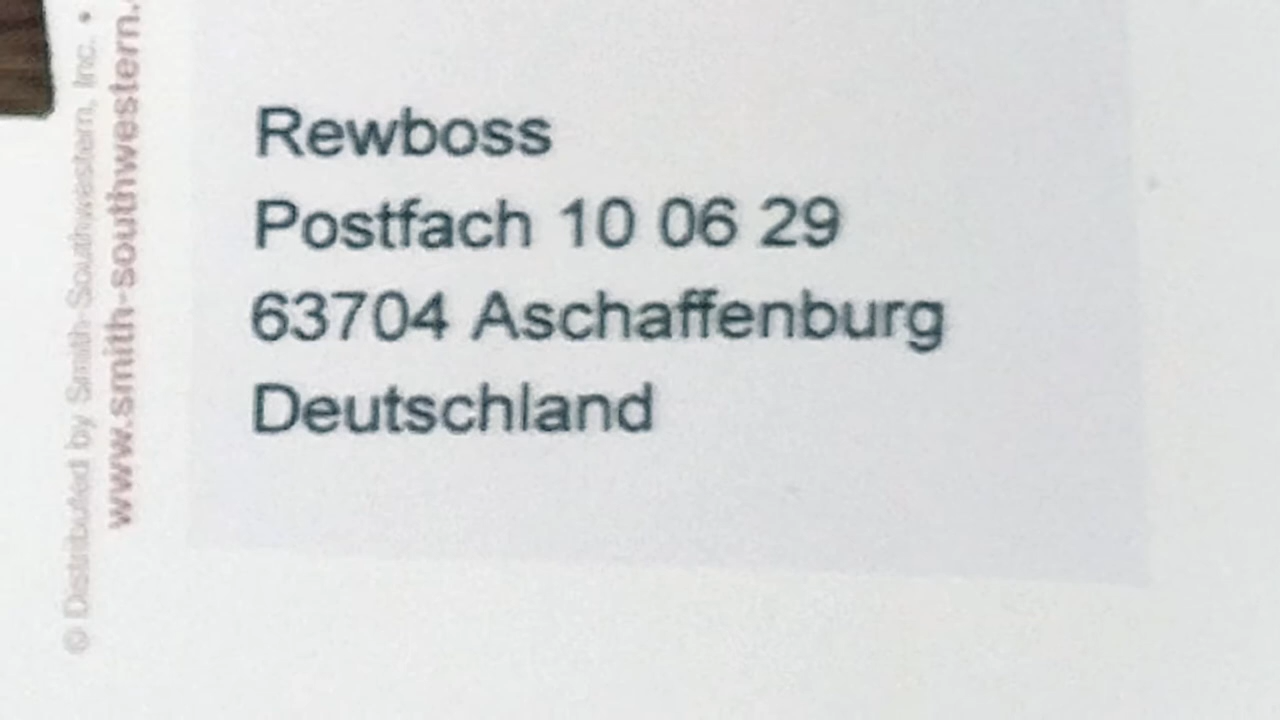 Rewboss
Postfach 10 06 29
63704 Aschaffenburg
Deutschland
© Distributed by Smith-Southwestern, Inc. •
www.smith-southwestern.